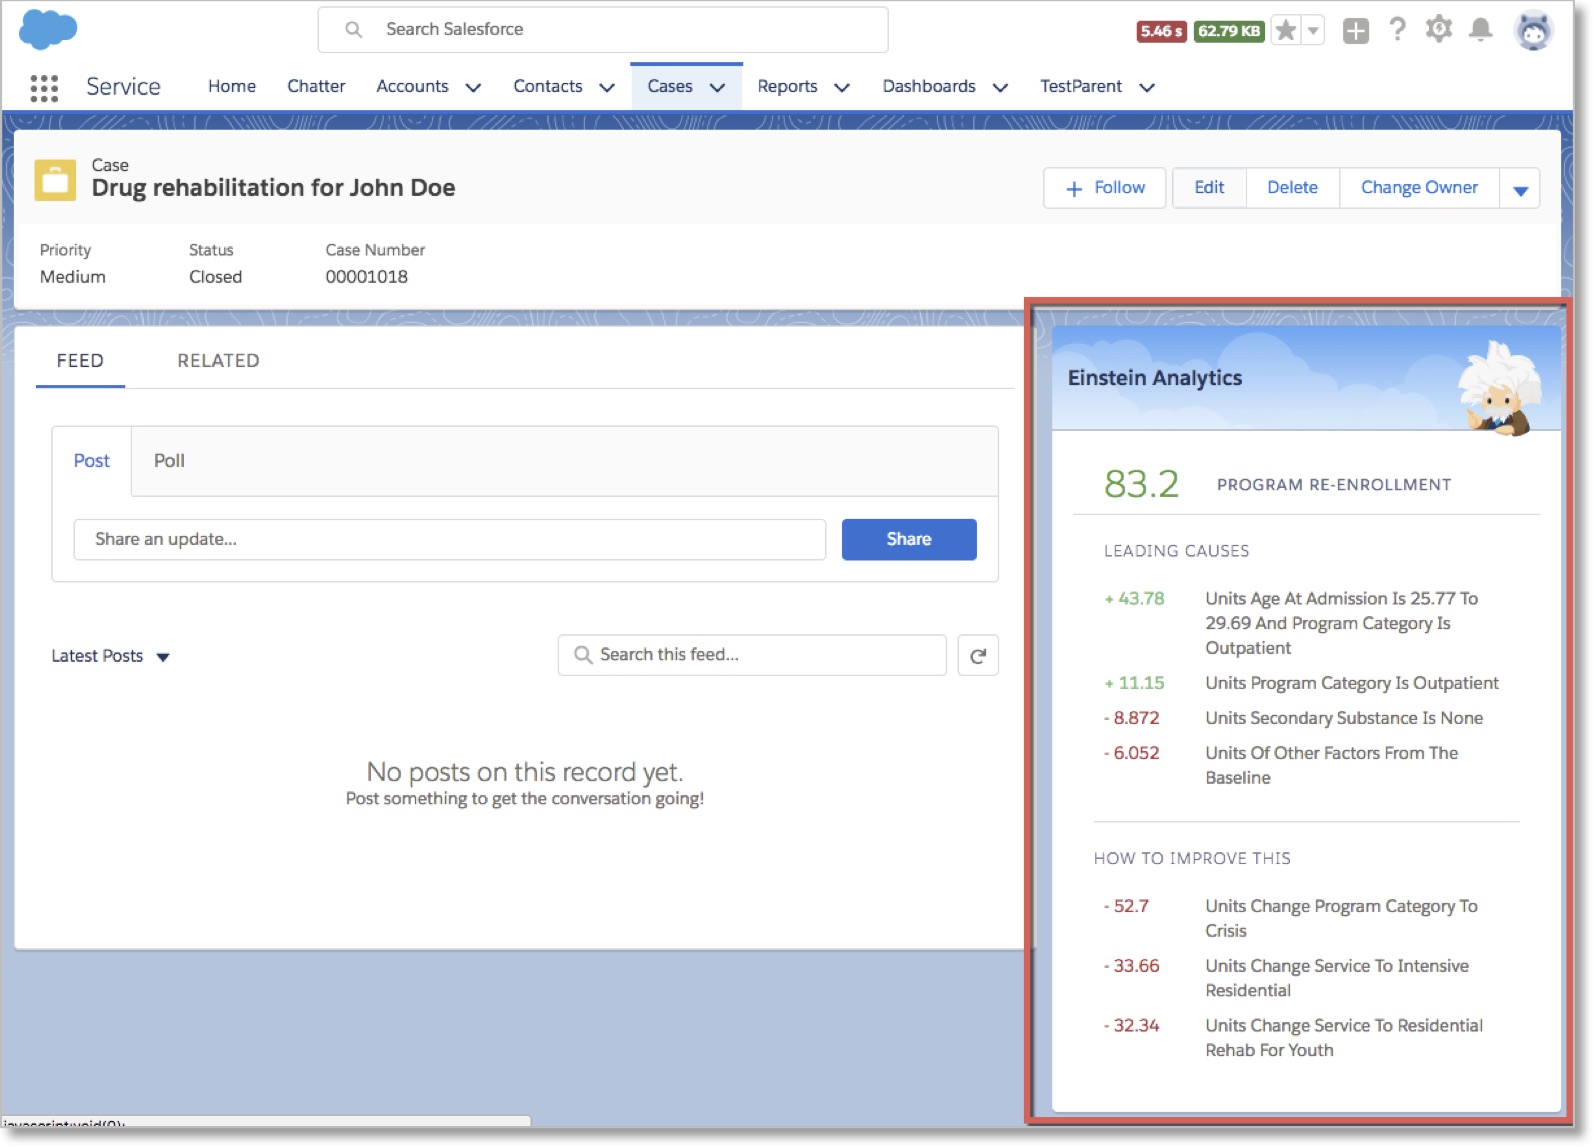 Search Salesforce
5.46 s 62.79 KB
Service Home Chatter Accounts Contacts Cases Reports Dashboards TestParent
Case
Drug rehabilitation for John Doe
+ Follow Edit Delete Change Owner
Priority Status Case Number
Medium Closed 00001018
FEED RELATED
Post Poll
Share an update...
Share
Latest Posts
Search this feed...
No posts on this record yet.
Post something to get the conversation going!
Einstein Analytics
83.2 PROGRAM RE-ENROLLMENT
LEADING CAUSES
+ 43.78 Units Age At Admission Is 25.77 To
29.69 And Program Category Is
Outpatient
+ 11.15 Units Program Category Is Outpatient
- 8.872 Units Secondary Substance Is None
- 6.052 Units Of Other Factors From The
Baseline
HOW TO IMPROVE THIS
- 52.7 Units Change Program Category To
Crisis
- 33.66 Units Change Service To Intensive
Residential
- 32.34 Units Change Service To Residential
Rehab For Youth
javascript:void(0);